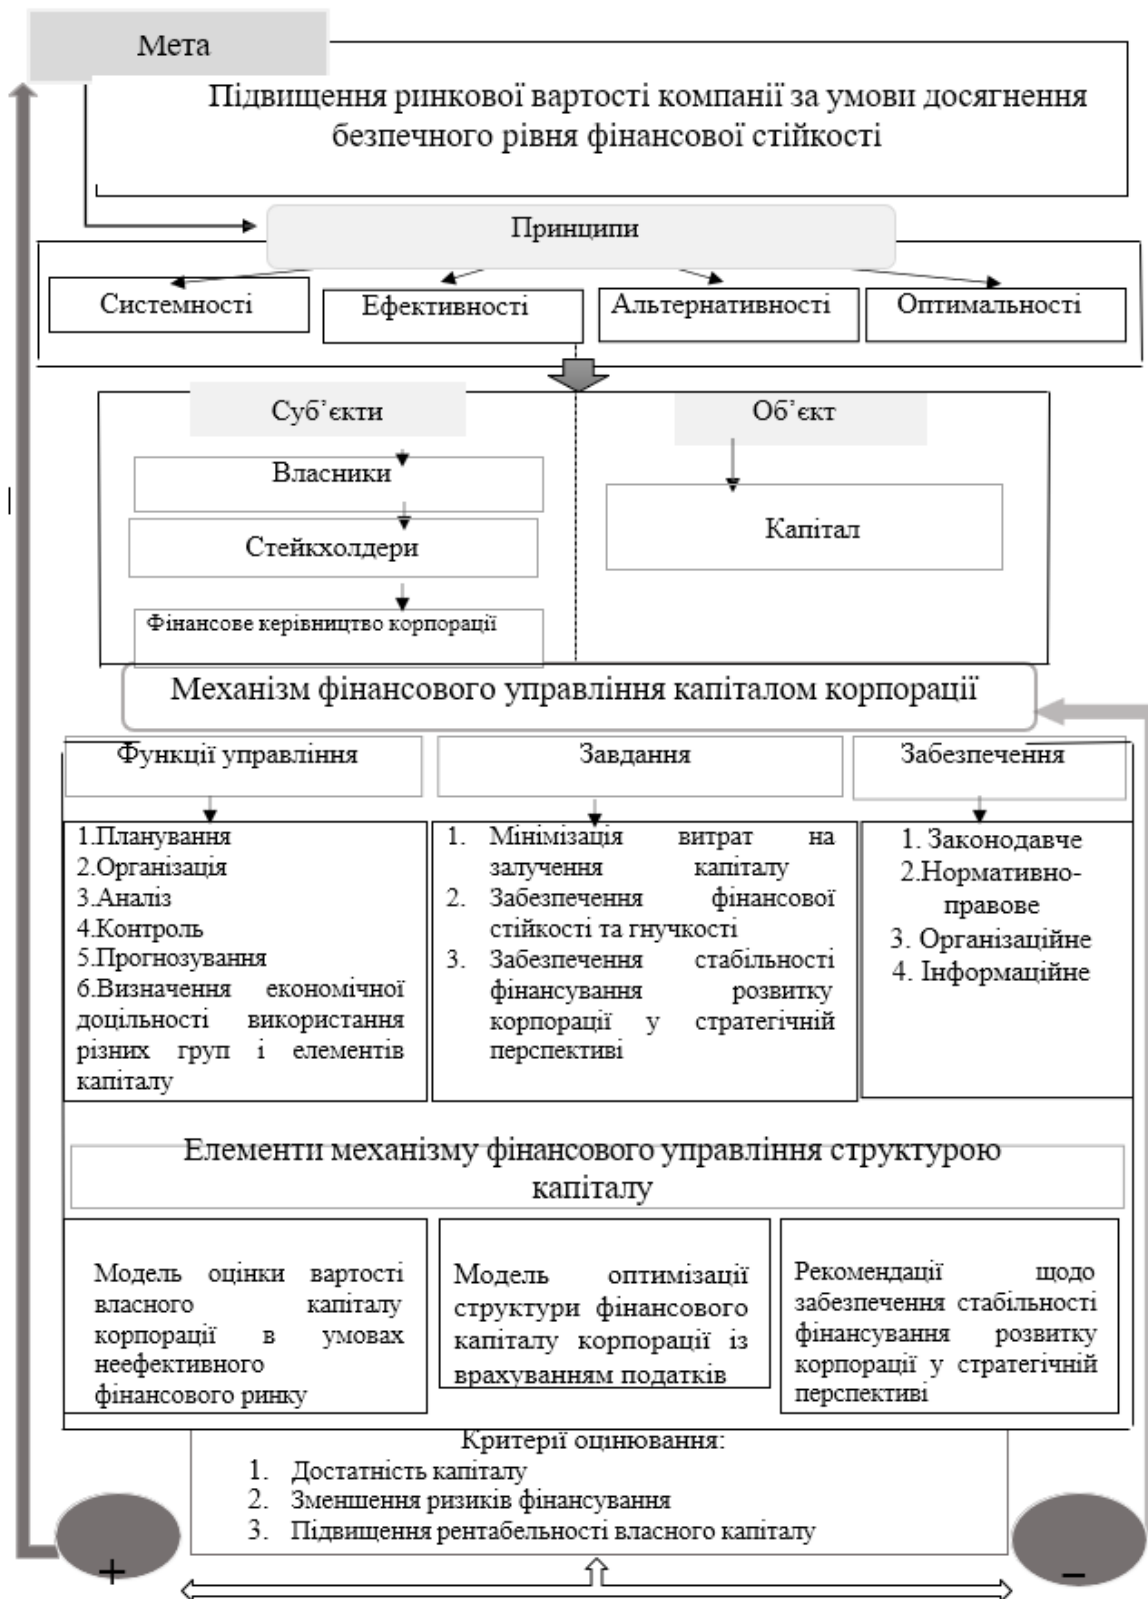 Мета
Підвищення ринкової вартості компанії за умови досягнення
безпечного рівня фінансової стійкості
Принципи
Системності
Ефективності
Альтернативності
Оптимальності
Суб’єкти
Об’єкт
Власники
Стейкхолдери
Фінансове керівництво корпорації
Капітал
Механізм фінансового управління капіталом корпорації
Функції управління
Завдання
Забезпечення
1.Планування
2.Організація
3.Аналіз
4.Контроль
5.Прогнозування
6.Визначення економічної
доцільності використання
різних груп і елементів
капіталу
1. Мінімізація витрат на
залучення капіталу
2. Забезпечення фінансової
стійкості та гнучкості
3. Забезпечення стабільності
фінансування розвитку
корпорації у стратегічній
перспективі
1. Законодавче
2.Нормативно-
правове
3. Організаційне
4. Інформаційне
Елементи механізму фінансового управління структурою
капіталу
Модель оцінки вартості
власного капіталу
корпорації в умовах
неефективного
фінансового ринку
Модель оптимізації
структури фінансового
капіталу корпорації із
врахуванням податків
Рекомендації щодо
забезпечення стабільності
фінансування розвитку
корпорації у стратегічній
перспективі
Критерії оцінювання:
1. Достатність капіталу
2. Зменшення ризиків фінансування
3. Підвищення рентабельності власного капіталу
+
–